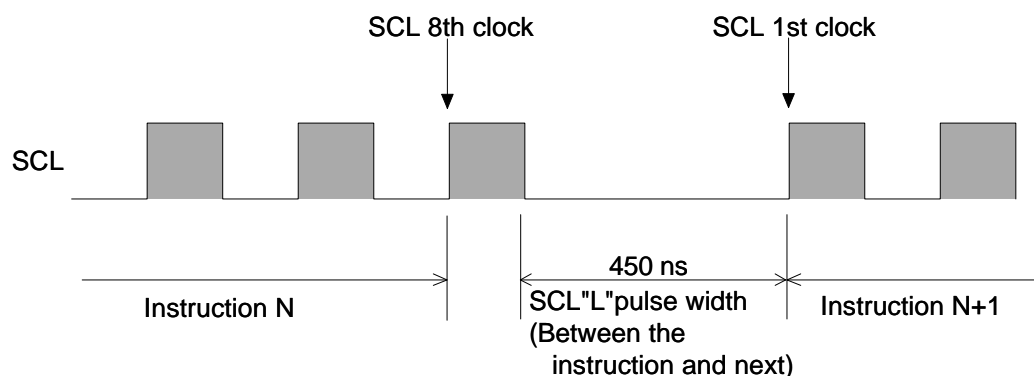 SCL 8th clock
SCL 1st clock
SCL
450 ns
Instruction N
SCL"L"pulse width
(Between the
instruction and next)
Instruction N+1